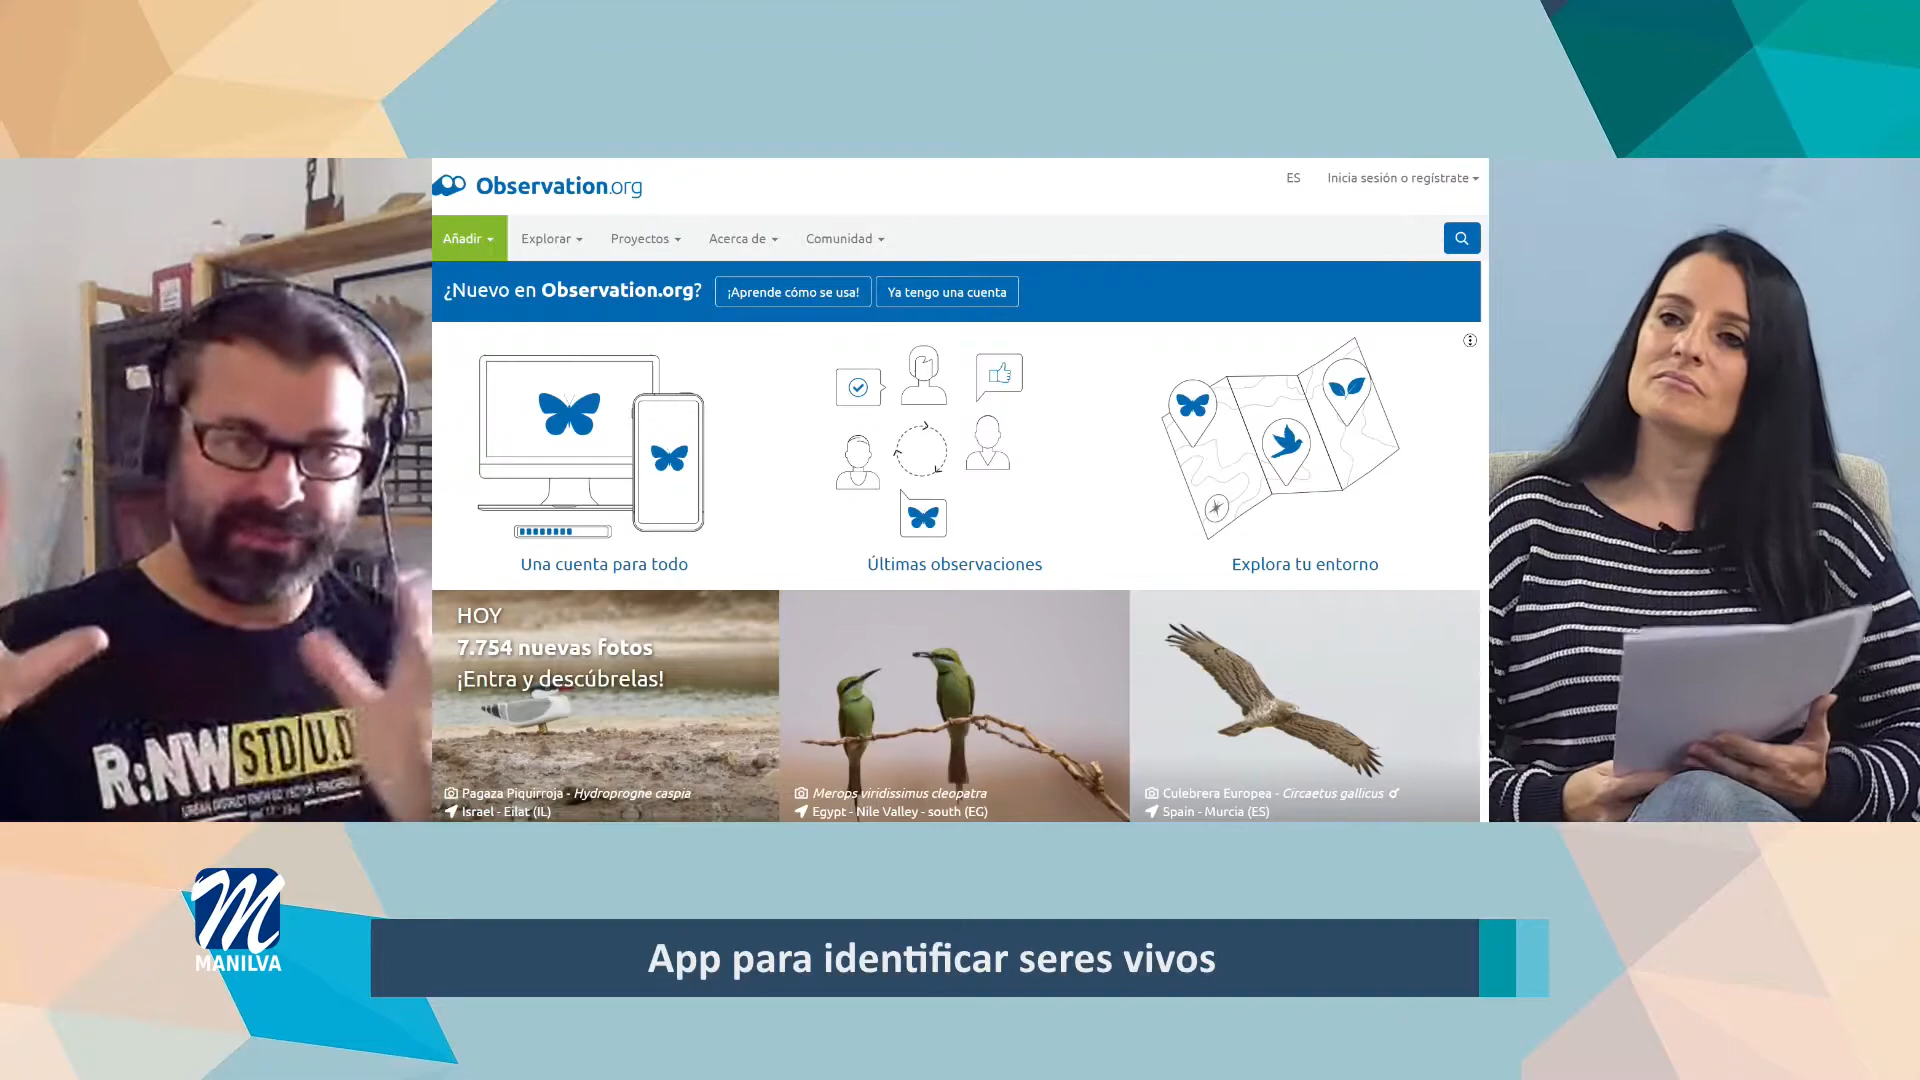 Observation.org
ES
Inicia sesión o regístrate
Añadir
Explorar
Proyectos
Acerca de
Comunidad
¿Nuevo en Observation.org?
¡Aprende cómo se usa!
Ya tengo una cuenta
Una cuenta para todo
Últimas observaciones
Explora tu entorno
HOY
7.754 nuevas fotos
¡Entra y descúbrelas!
Pagaza Piquirroja - Hydroprogne caspia
Israel - Eilat (IL)
Merops viridissimus cleopatra
Egypt - Nile Valley - south (EG)
Culebrera Europea - Circaetus gallicus ♂
Spain - Murcia (ES)
R:NW STD/U.D
M
MANILVA
App para identificar seres vivos